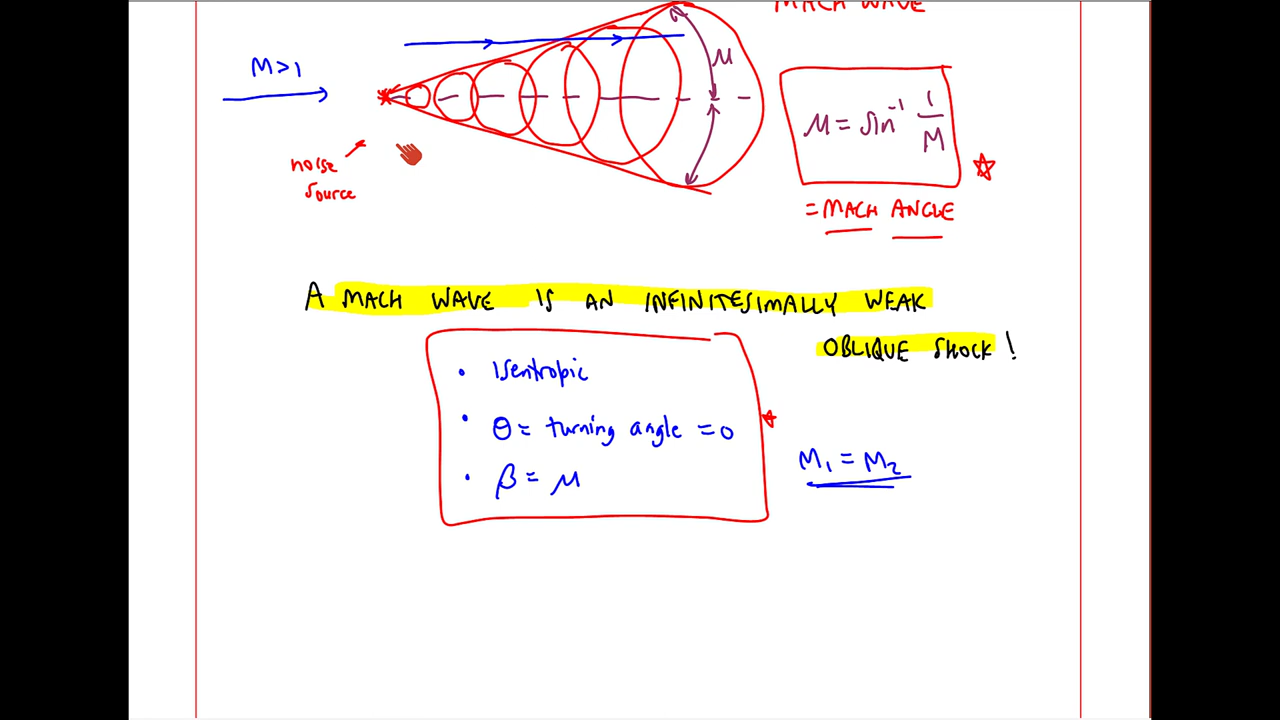 MACH WAVE
M>1
μ
μ = sin⁻¹ 1/M
noise
source
= MACH ANGLE
A MACH WAVE IS AN INFINITESIMALLY WEAK
OBLIQUE SHOCK !
• Isentropic
• θ = turning angle = 0
• β = μ
M₁ = M₂